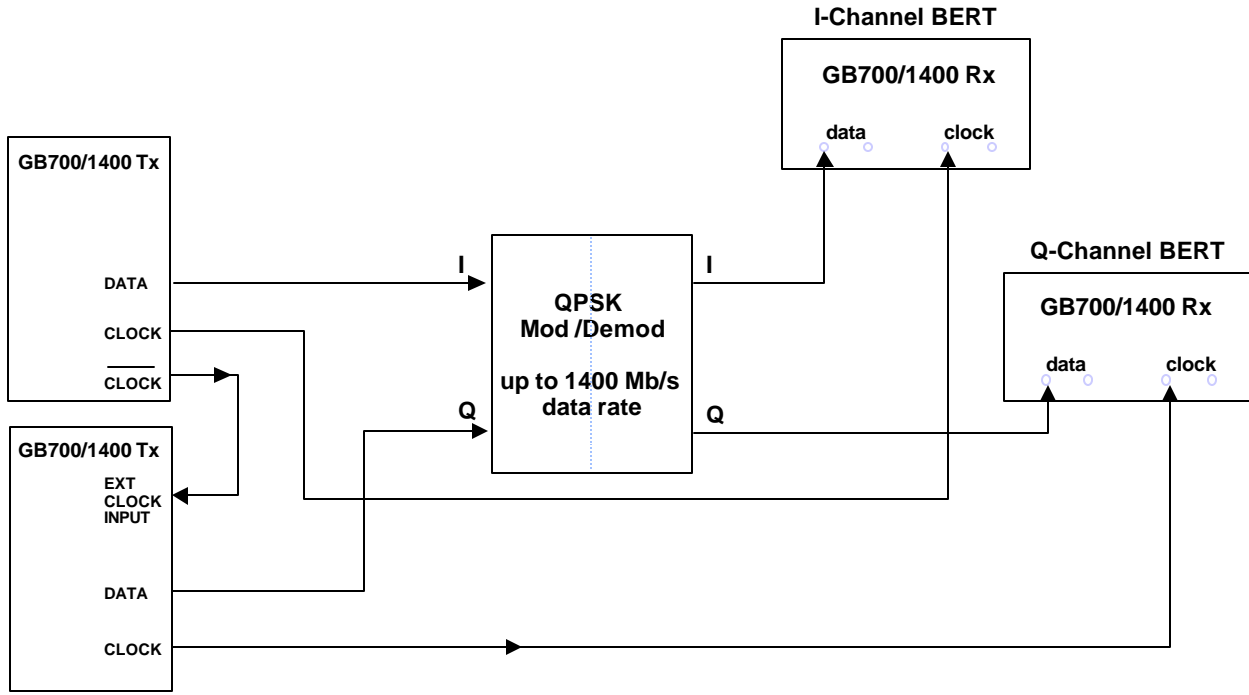 I-Channel BERT
GB700/1400 Rx
data clock
GB700/1400 Tx
DATA
CLOCK
CLOCK
I
Q
QPSK
Mod /Demod
up to 1400 Mb/s
data rate
I
Q
Q-Channel BERT
GB700/1400 Rx
data clock
GB700/1400 Tx
EXT
CLOCK
INPUT
DATA
CLOCK